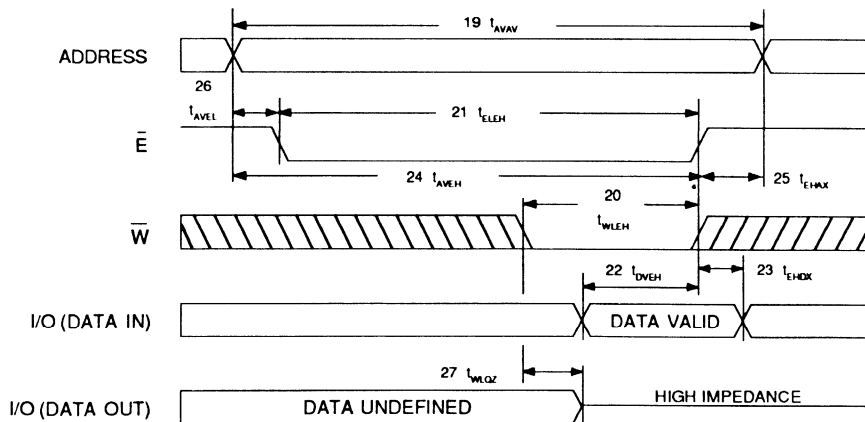 19 tAVAV
ADDRESS
26
tAVEL
21 tELEH
E̅
24 tAVEH
25 tEHAX
20
tWLEH
W̅
22 tDVEH
23 tEHDX
I/O (DATA IN)
DATA VALID
27 tWLQZ
I/O (DATA OUT)
DATA UNDEFINED
HIGH IMPEDANCE